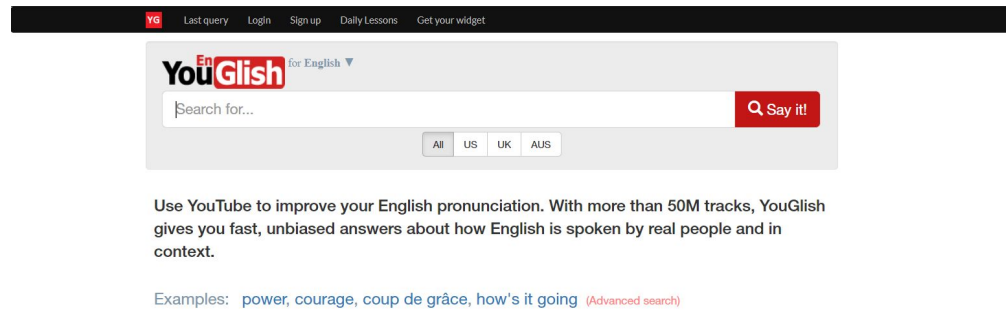 YG Last query Login Sign up Daily Lessons Get your widget
En
YouGlish for English ▼
Search for... Say it!
All US UK AUS
Use YouTube to improve your English pronunciation. With more than 50M tracks, YouGlish
gives you fast, unbiased answers about how English is spoken by real people and in
context.
Examples: power, courage, coup de grâce, how's it going (Advanced search)